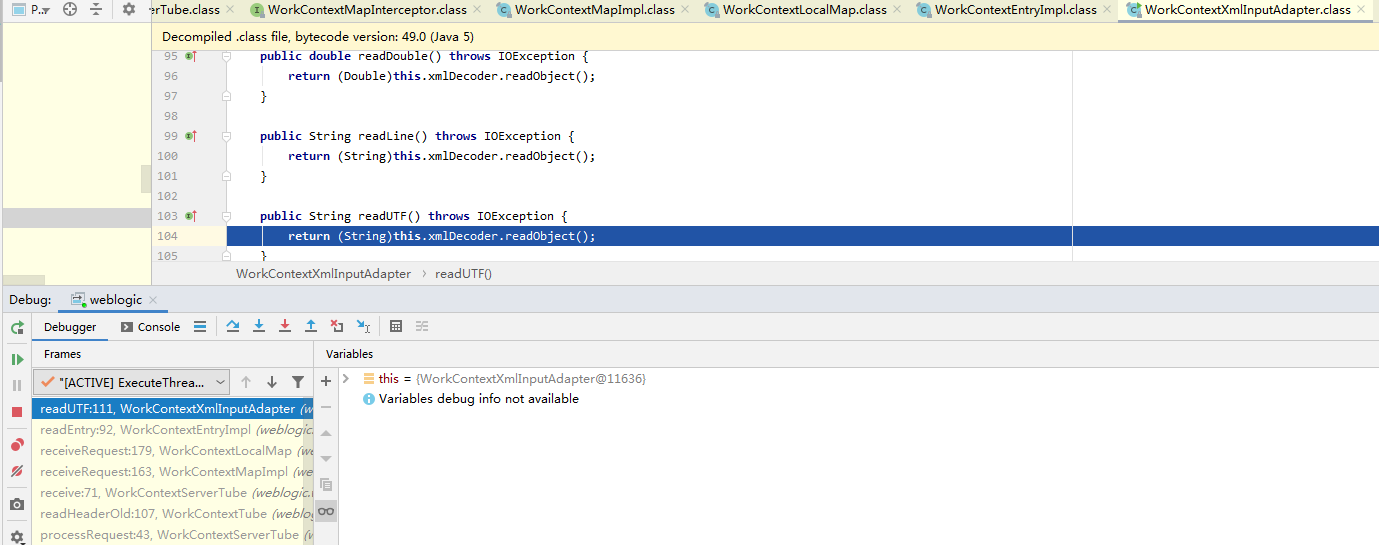 P...
erTube.class WorkContextMapInterceptor.class WorkContextMapImpl.class WorkContextLocalMap.class WorkContextEntryImpl.class WorkContextXmlInputAdapter.class
Decompiled .class file, bytecode version: 49.0 (Java 5)
95 public double readDouble() throws IOException {
96 return (Double)this.xmlDecoder.readObject();
97 }
98
99 public String readLine() throws IOException {
100 return (String)this.xmlDecoder.readObject();
101 }
102
103 public String readUTF() throws IOException {
104 return (String)this.xmlDecoder.readObject();
105 }
WorkContextXmlInputAdapter › readUTF()
Debug: weblogic
Debugger Console
Frames Variables
"[ACTIVE] ExecuteThrea...
this = {WorkContextXmlInputAdapter@11636}
Variables debug info not available
readUTF:111, WorkContextXmlInputAdapter (w
readEntry:92, WorkContextEntryImpl (weblogic.
receiveRequest:179, WorkContextLocalMap (we
receiveRequest:163, WorkContextMapImpl (web
receive:71, WorkContextServerTube (weblogic.w
readHeaderOld:107, WorkContextTube (weblogi
processRequest:43, WorkContextServerTube (w